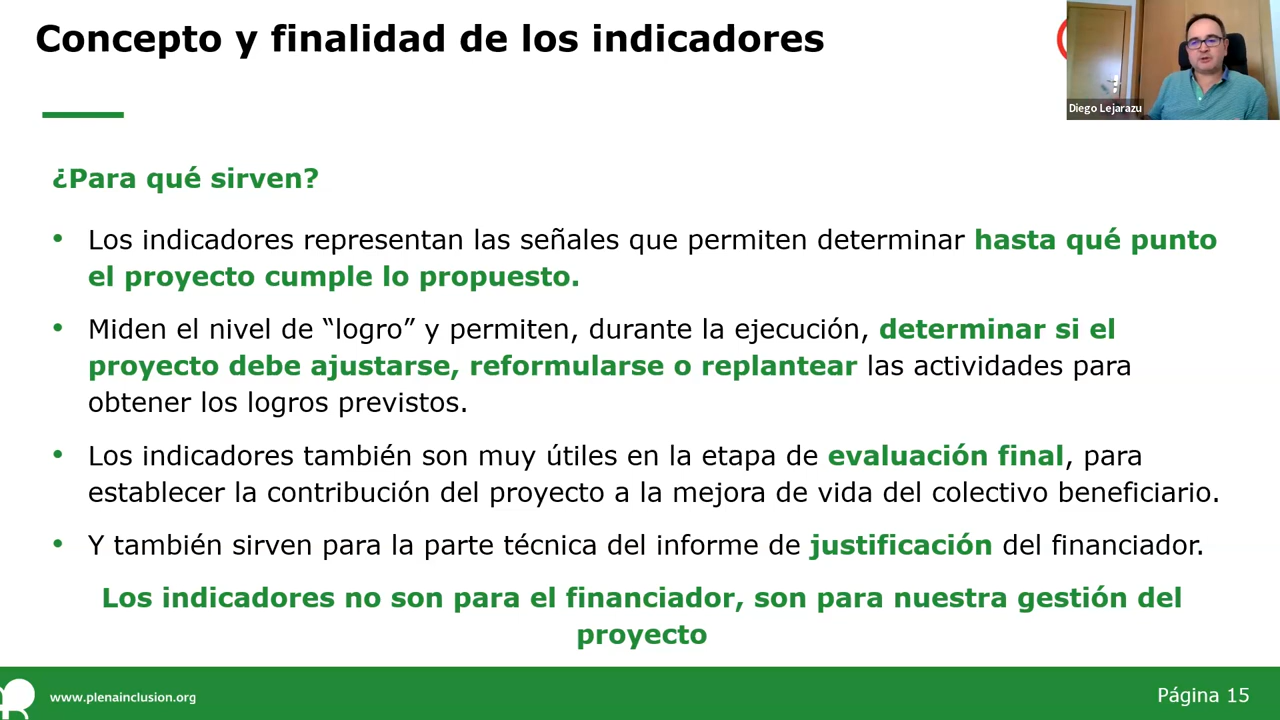 Concepto y finalidad de los indicadores
Diego Lejarazu
¿Para qué sirven?
• Los indicadores representan las señales que permiten determinar hasta qué punto
el proyecto cumple lo propuesto.
• Miden el nivel de “logro” y permiten, durante la ejecución, determinar si el
proyecto debe ajustarse, reformularse o replantear las actividades para
obtener los logros previstos.
• Los indicadores también son muy útiles en la etapa de evaluación final, para
establecer la contribución del proyecto a la mejora de vida del colectivo beneficiario.
• Y también sirven para la parte técnica del informe de justificación del financiador.
Los indicadores no son para el financiador, son para nuestra gestión del
proyecto
www.plenainclusion.org
Página 15